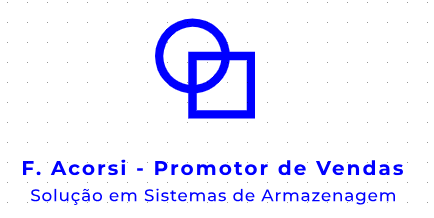 F. Acorsi - Promotor de Vendas
Solução em Sistemas de Armazenagem